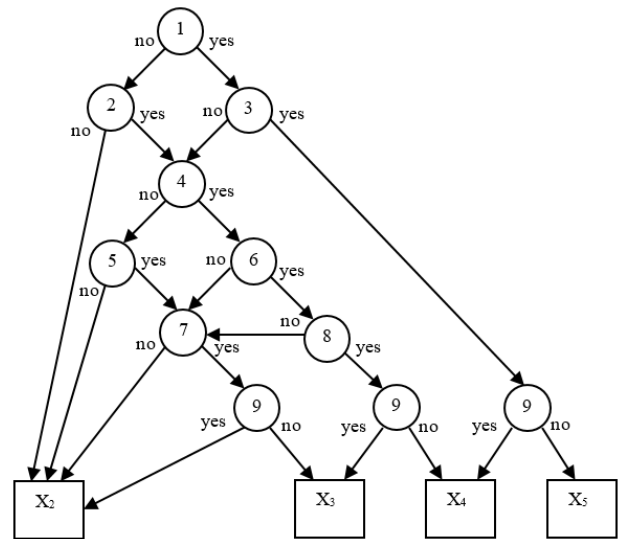 1
no yes
2 yes no 3 yes
no
4
no yes
5 yes no 6 yes
no
7 no 8
no yes yes
9 9 9
yes no yes no yes no
X₂ X₃ X₄ X₅